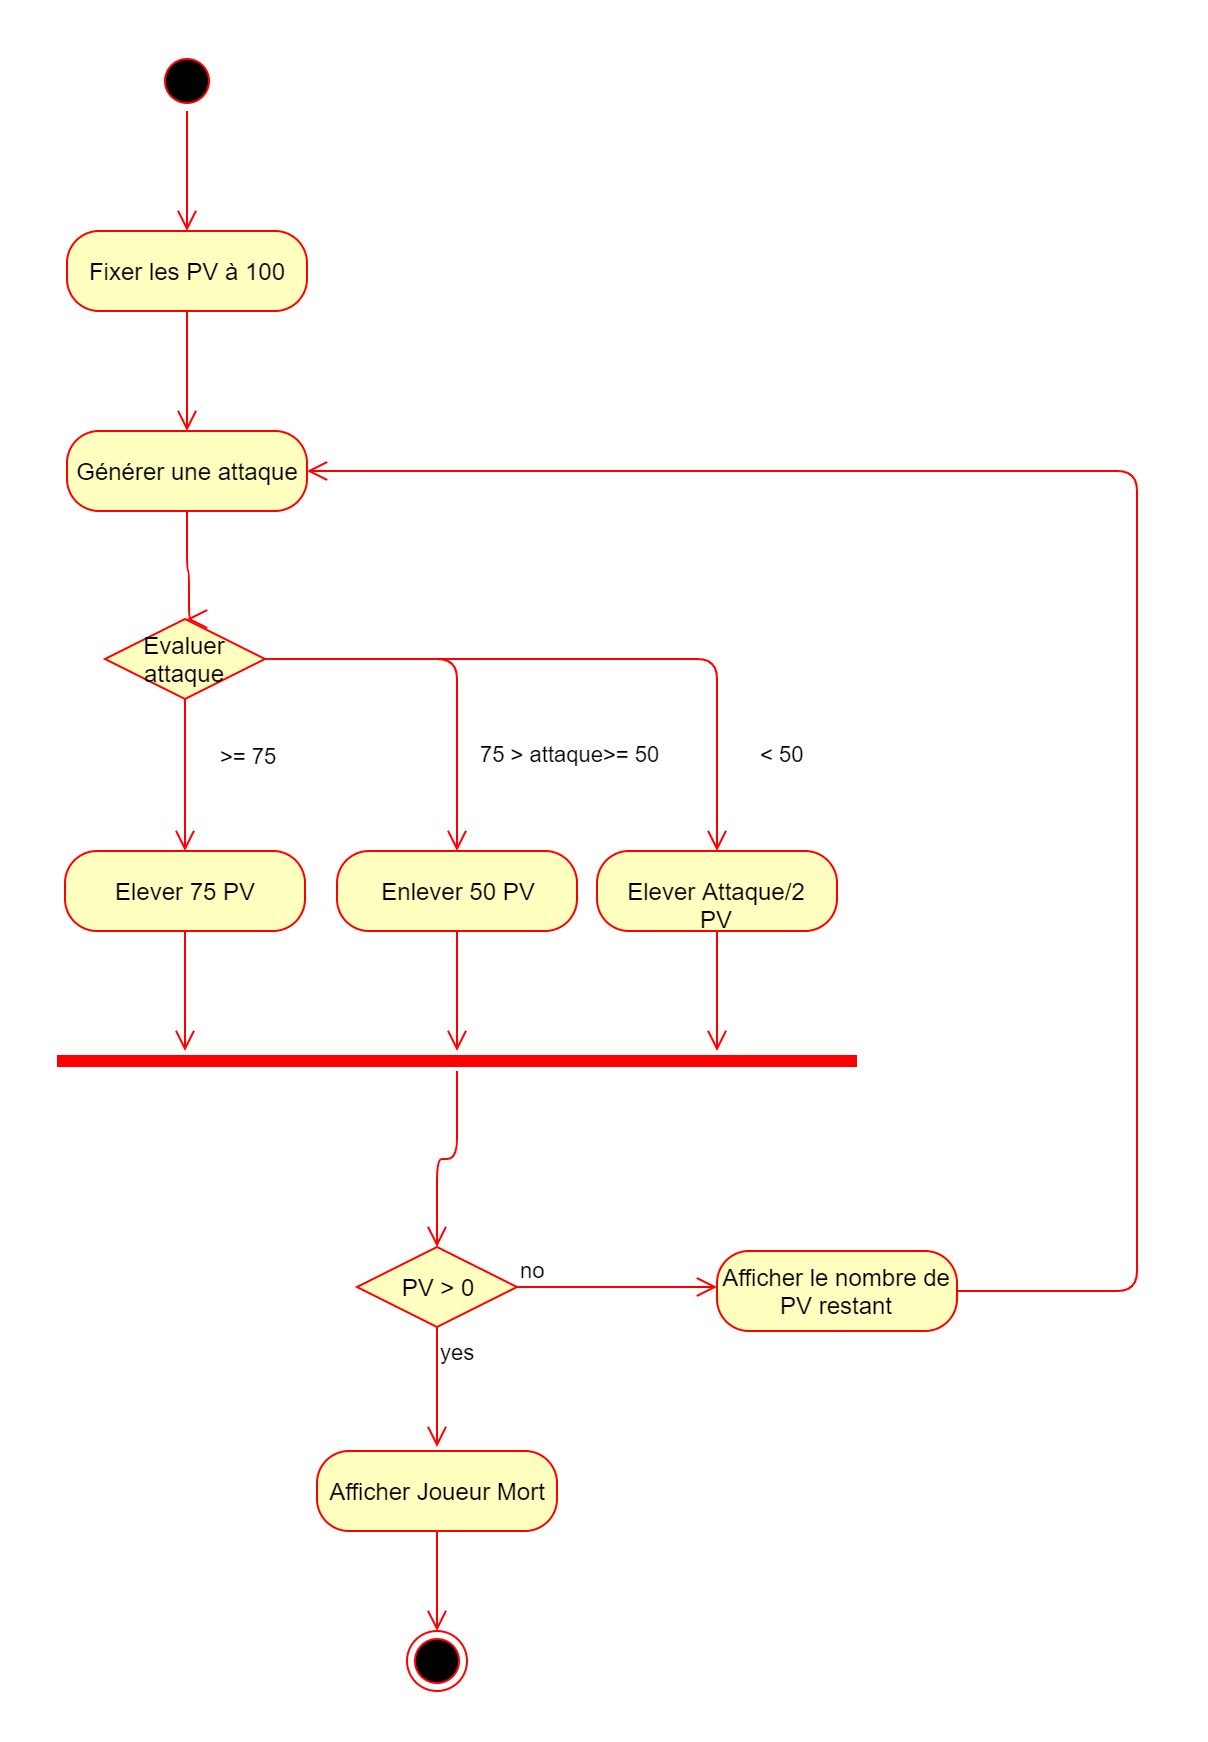 Fixer les PV à 100
Générer une attaque
Evaluer
attaque
>= 75
75 > attaque>= 50
< 50
Elever 75 PV
Enlever 50 PV
Elever Attaque/2
PV
PV > 0
no
Afficher le nombre de
PV restant
yes
Afficher Joueur Mort